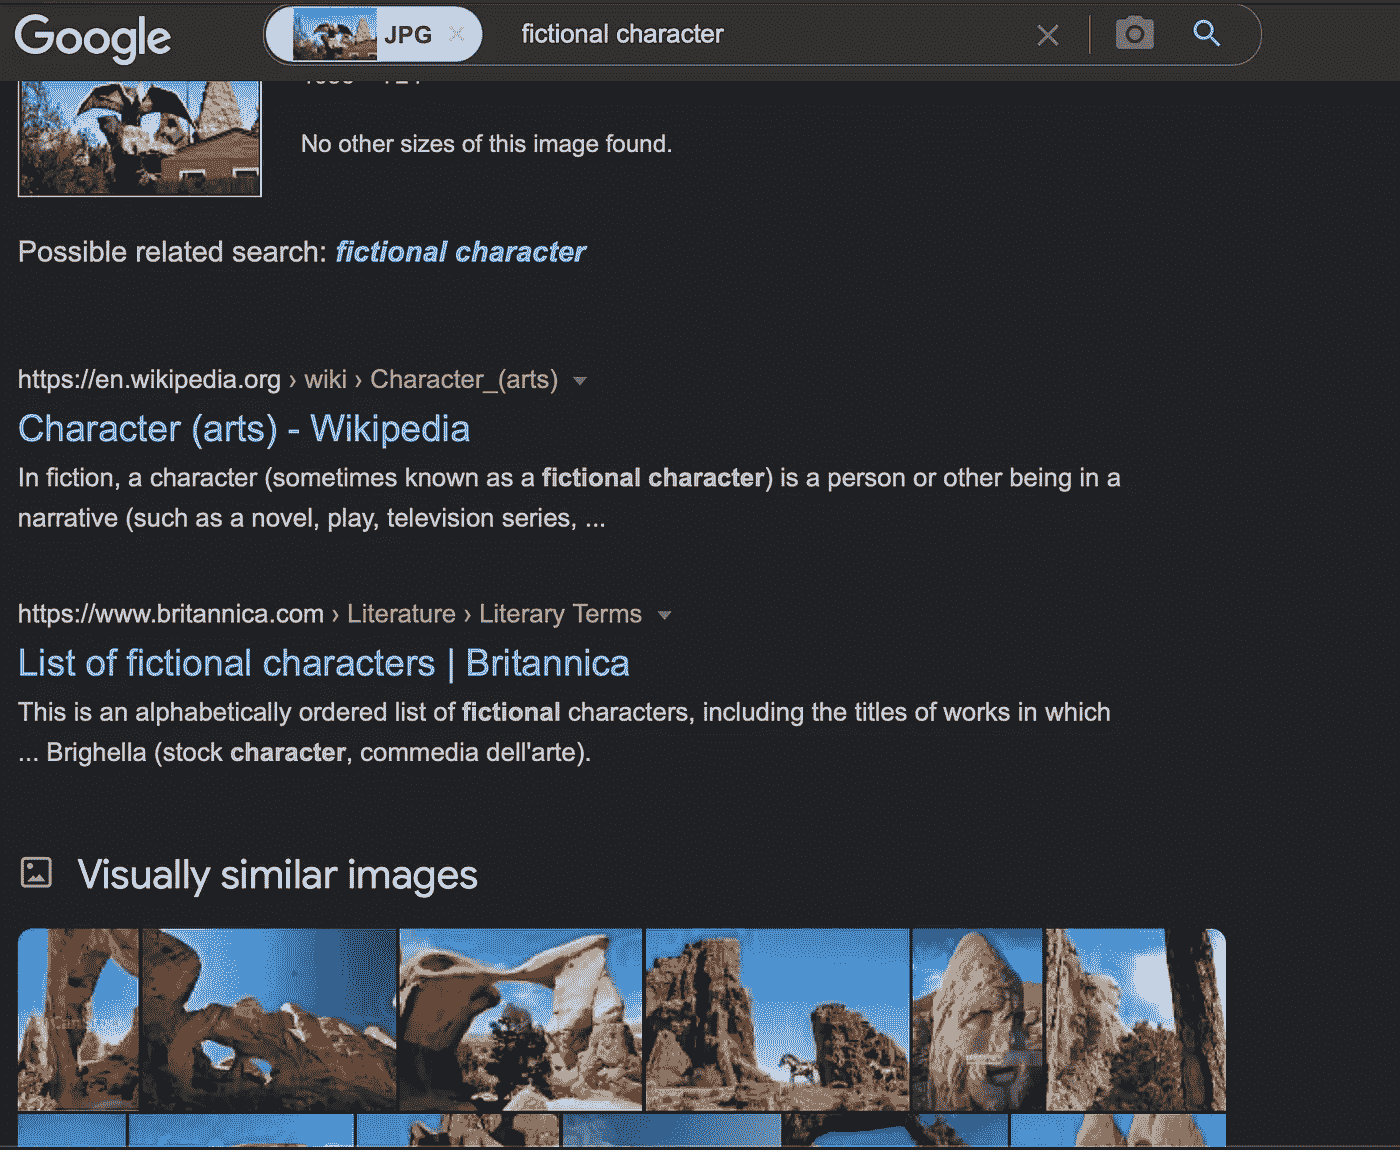 Google
JPG
fictional character
No other sizes of this image found.
Possible related search: fictional character
https://en.wikipedia.org › wiki › Character_(arts)
Character (arts) - Wikipedia
In fiction, a character (sometimes known as a fictional character) is a person or other being in a
narrative (such as a novel, play, television series, ...
https://www.britannica.com › Literature › Literary Terms
List of fictional characters | Britannica
This is an alphabetically ordered list of fictional characters, including the titles of works in which
... Brighella (stock character, commedia dell'arte).
Visually similar images